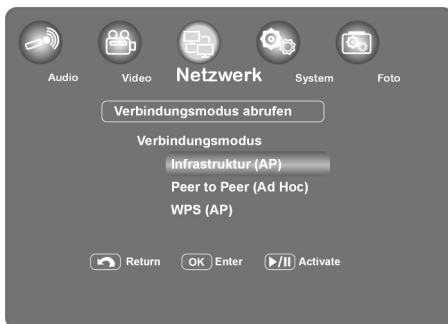 Audio Video Netzwerk System Foto
Verbindungsmodus abrufen
Verbindungsmodus
Infrastruktur (AP)
Peer to Peer (Ad Hoc)
WPS (AP)
Return OK Enter Activate